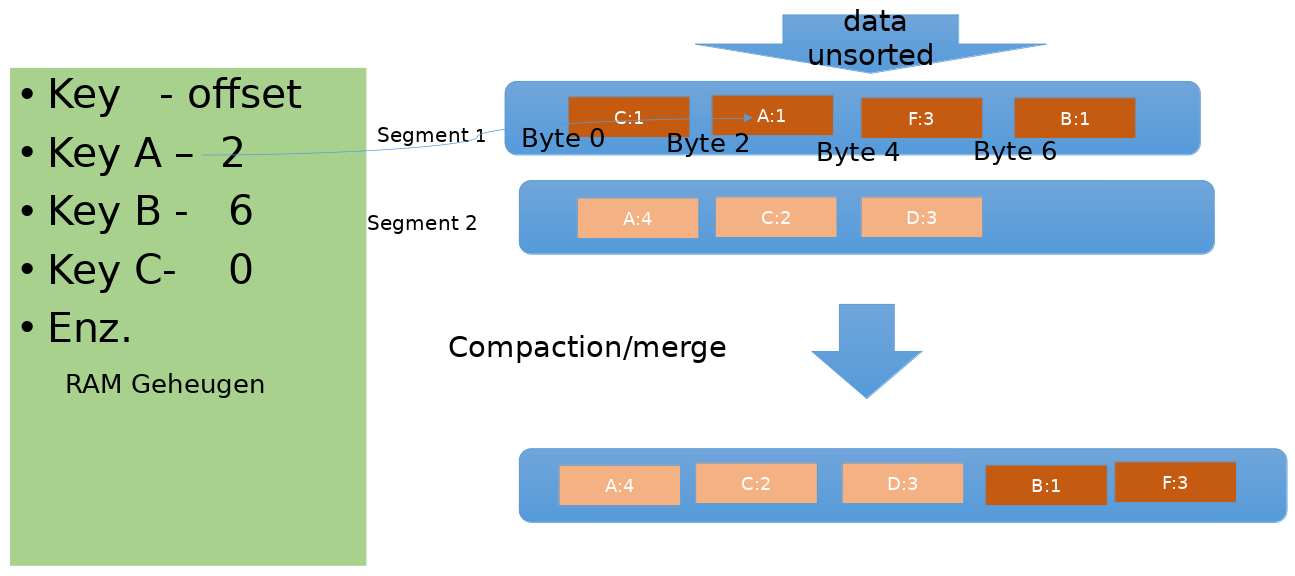 data
unsorted
• Key - offset
• Key A – 2
• Key B - 6
• Key C- 0
• Enz.
RAM Geheugen
Segment 1
C:1 A:1 F:3 B:1
Byte 0 Byte 2 Byte 4 Byte 6
Segment 2
A:4 C:2 D:3
Compaction/merge
A:4 C:2 D:3 B:1 F:3